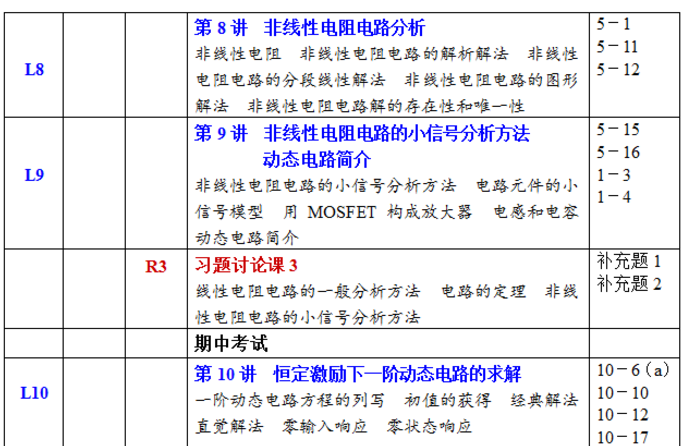 L8
第 8 讲 非线性电阻电路分析
非线性电阻 非线性电阻电路的解析解法 非线性
电阻电路的分段线性解法 非线性电阻电路的图形
解法 非线性电阻电路解的存在性和唯一性
5－1
5－11
5－12
L9
第 9 讲 非线性电阻电路的小信号分析方法
动态电路简介
非线性电阻电路的小信号分析方法 电路元件的小
信号模型 用 MOSFET 构成放大器 电感和电容
动态电路简介
5－15
5－16
1－3
1－4
R3
习题讨论课 3
线性电阻电路的一般分析方法 电路的定理 非线
性电阻电路的小信号分析方法
补充题 1
补充题 2
期中考试
L10
第 10 讲 恒定激励下一阶动态电路的求解
一阶动态电路方程的列写 初值的获得 经典解法
直觉解法 零输入响应 零状态响应
10－6（a）
10－10
10－12
10－17